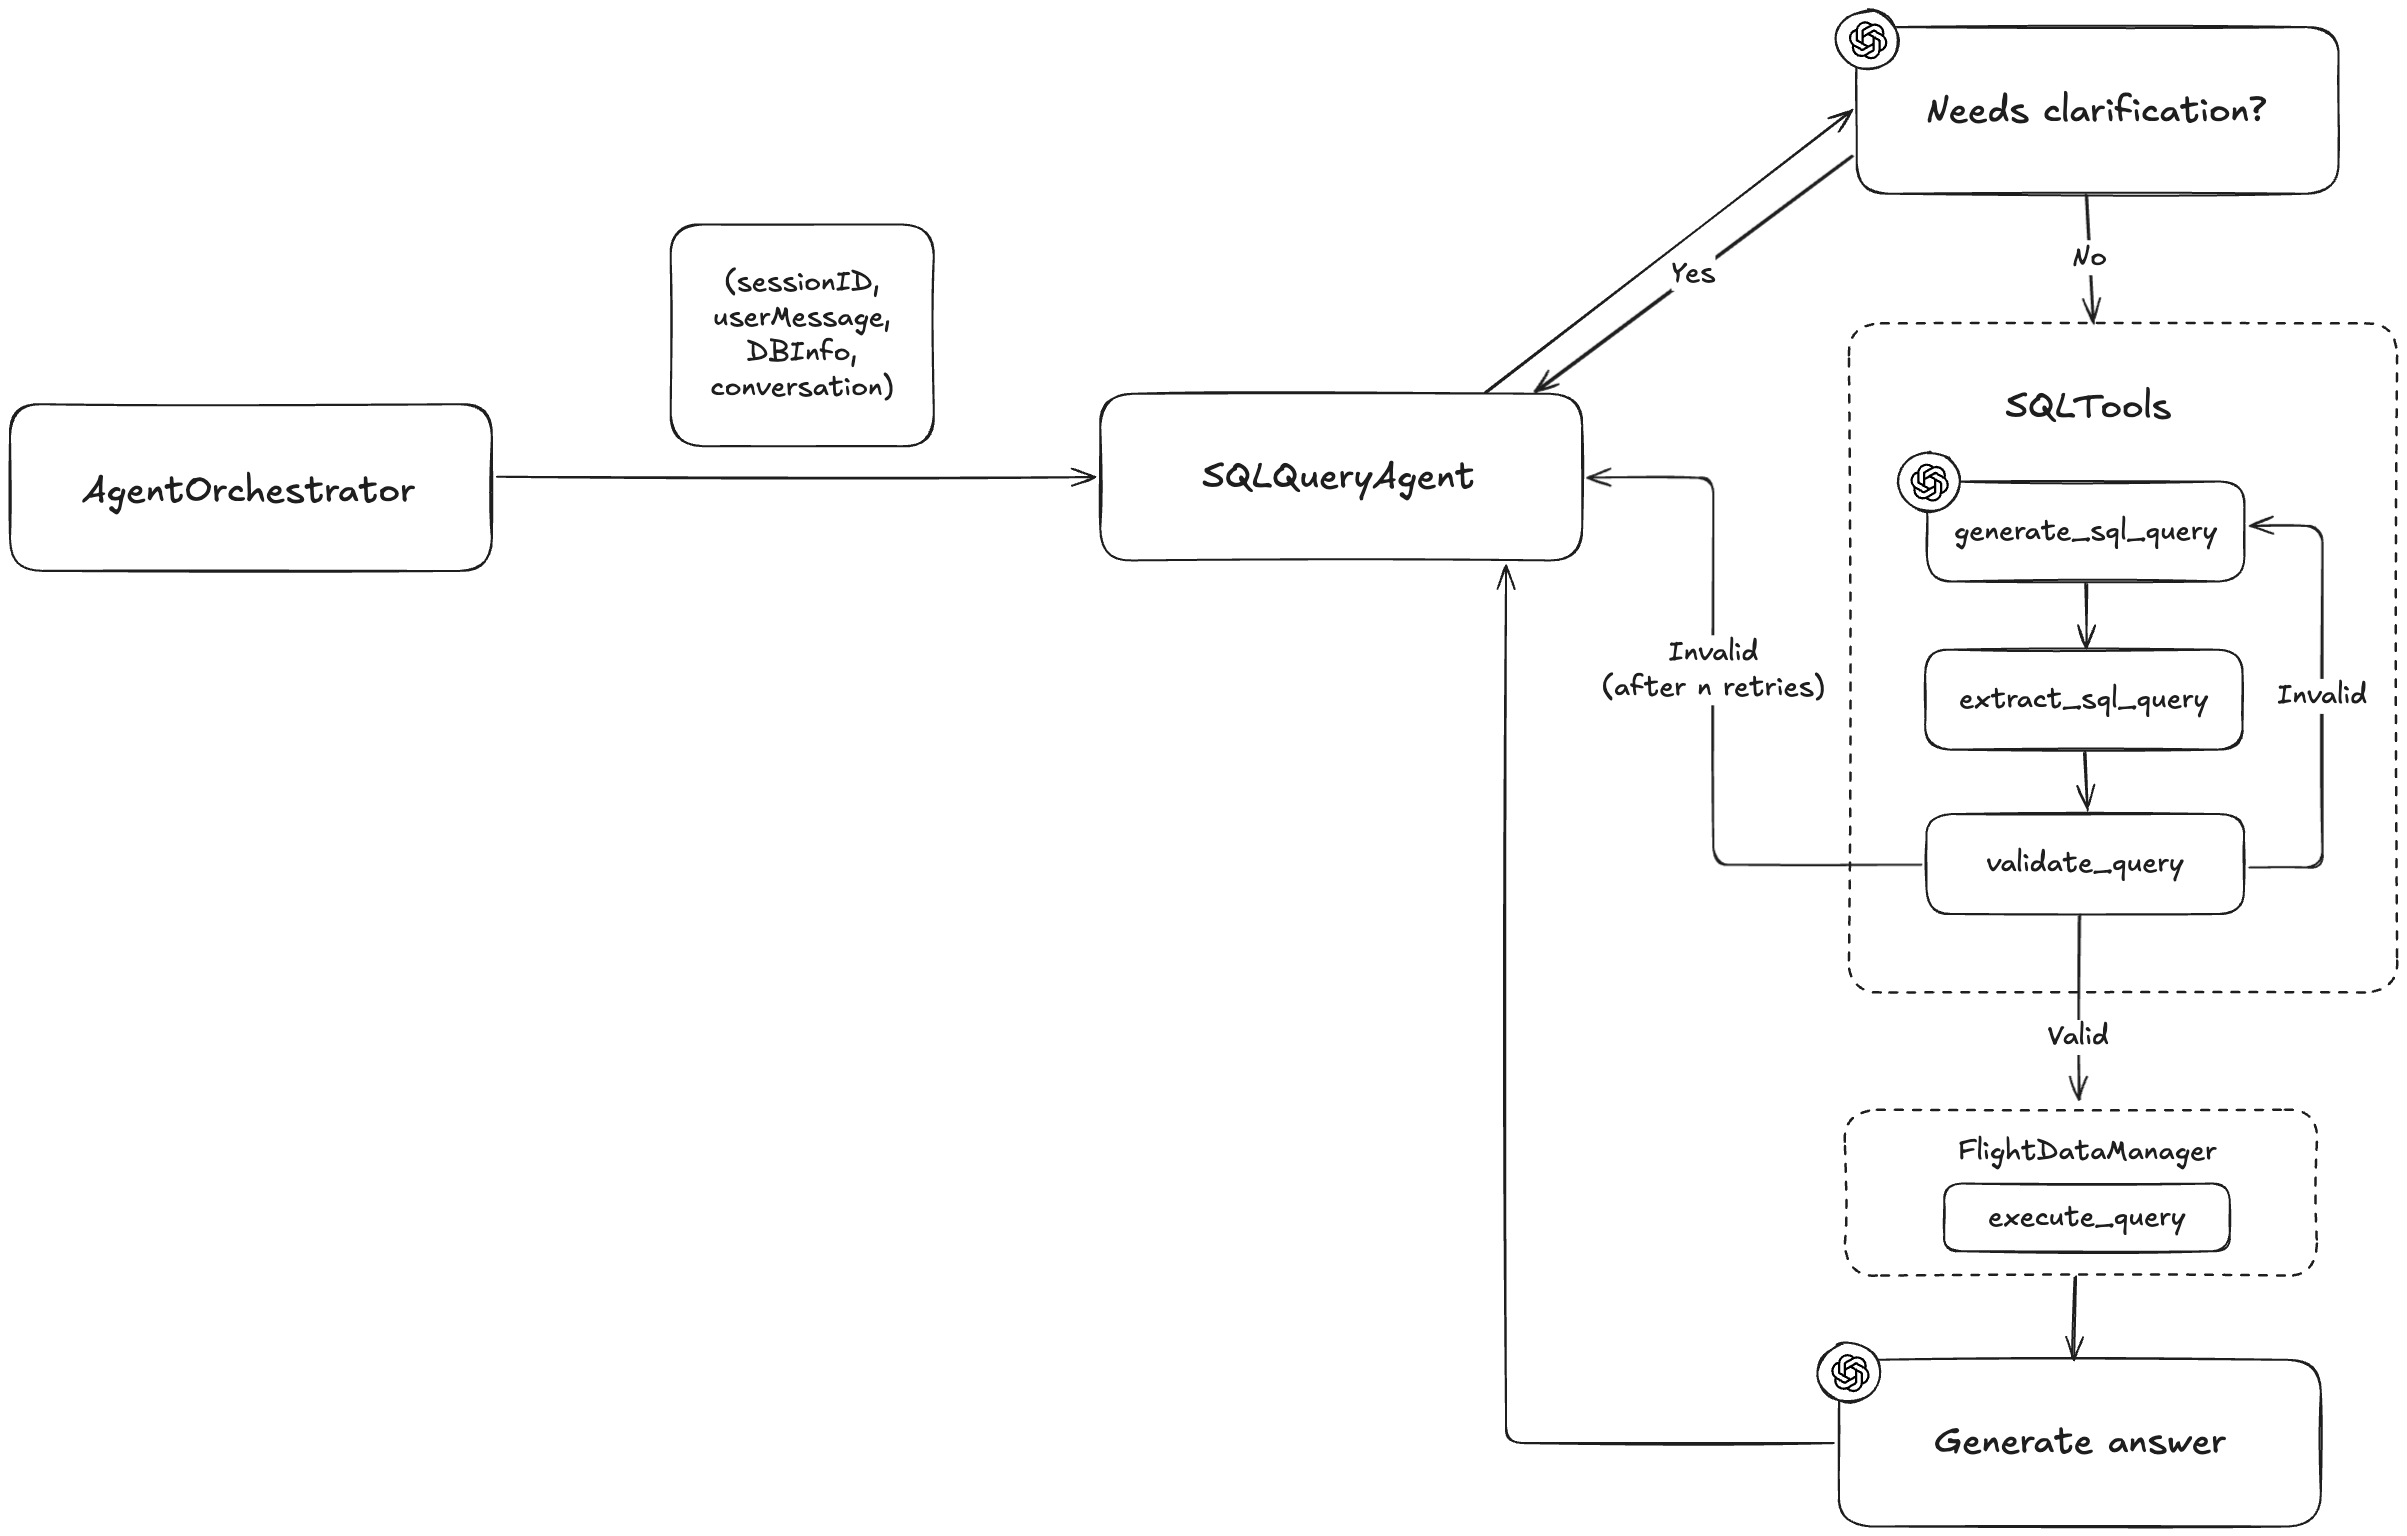 Needs clarification?
No
Yes
(sessionID,
userMessage,
DBInfo,
conversation)
AgentOrchestrator
SQLQueryAgent
SQLTools
generate_sql_query
extract_sql_query
validate_query
Invalid
Invalid
(after n retries)
Valid
FlightDataManager
execute_query
Generate answer